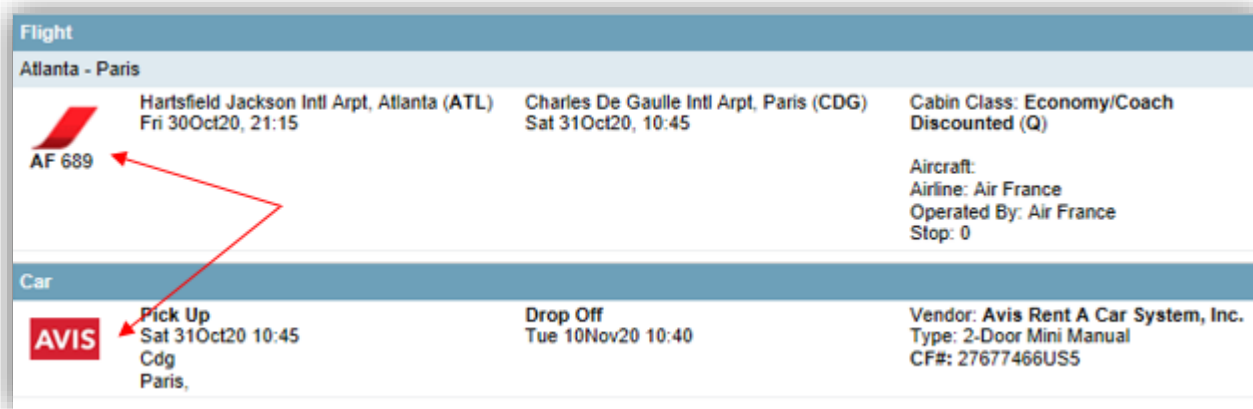 Flight
Atlanta - Paris
AF 689
Hartsfield Jackson Intl Arpt, Atlanta (ATL)
Fri 30Oct20, 21:15
Charles De Gaulle Intl Arpt, Paris (CDG)
Sat 31Oct20, 10:45
Cabin Class: Economy/Coach
Discounted (Q)
Aircraft:
Airline: Air France
Operated By: Air France
Stop: 0
Car
AVIS
Pick Up
Sat 31Oct20 10:45
Cdg
Paris,
Drop Off
Tue 10Nov20 10:40
Vendor: Avis Rent A Car System, Inc.
Type: 2-Door Mini Manual
CF#: 27677466US5